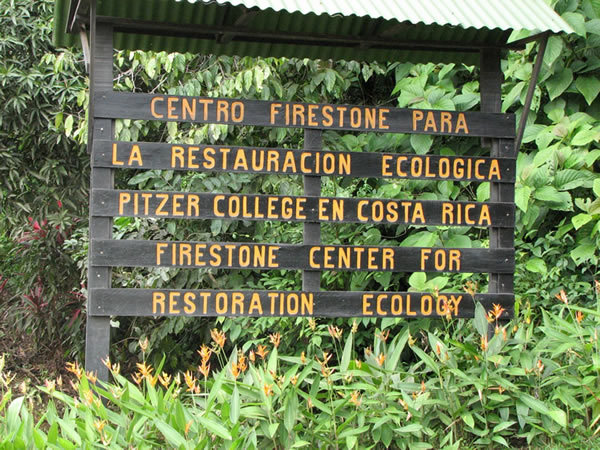 CENTRO FIRESTONE PARA
LA RESTAURACION ECOLOGICA
PITZER COLLEGE EN COSTA RICA
FIRESTONE CENTER FOR
RESTORATION ECOLOGY